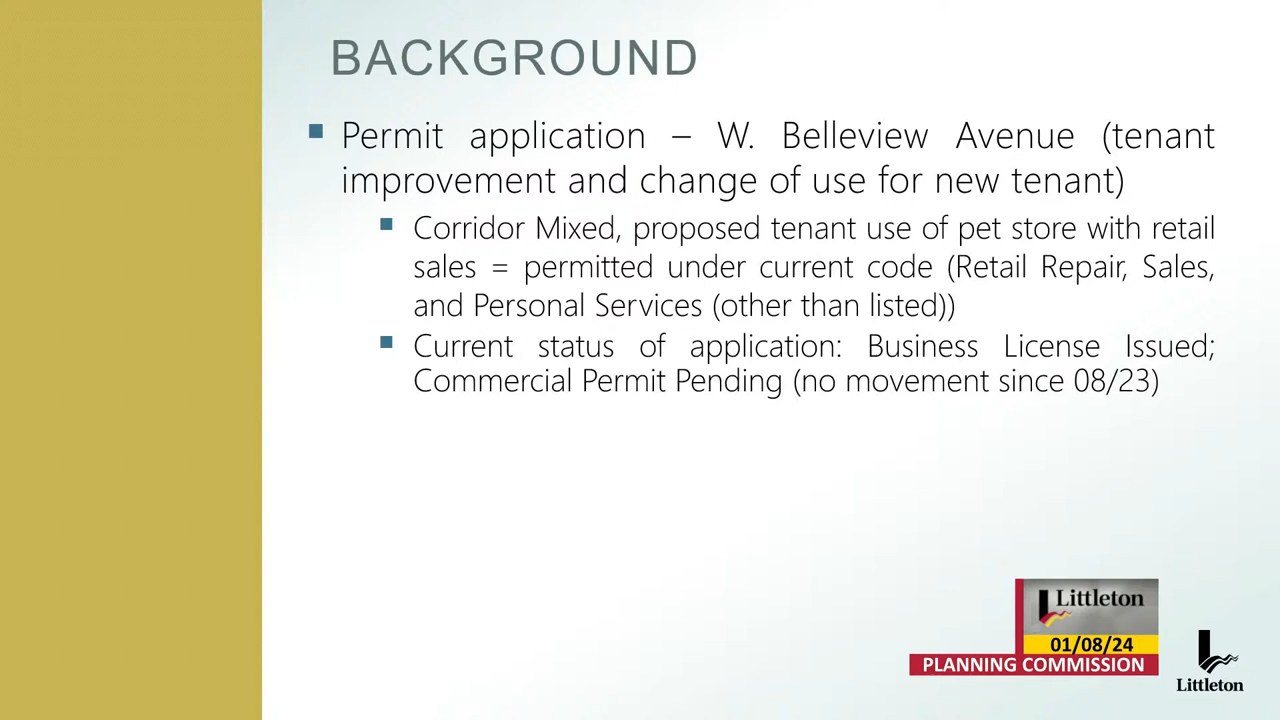 BACKGROUND
Permit application – W. Belleview Avenue (tenant
improvement and change of use for new tenant)
Corridor Mixed, proposed tenant use of pet store with retail
sales = permitted under current code (Retail Repair, Sales,
and Personal Services (other than listed))
Current status of application: Business License Issued;
Commercial Permit Pending (no movement since 08/23)
Littleton
01/08/24
PLANNING COMMISSION
Littleton